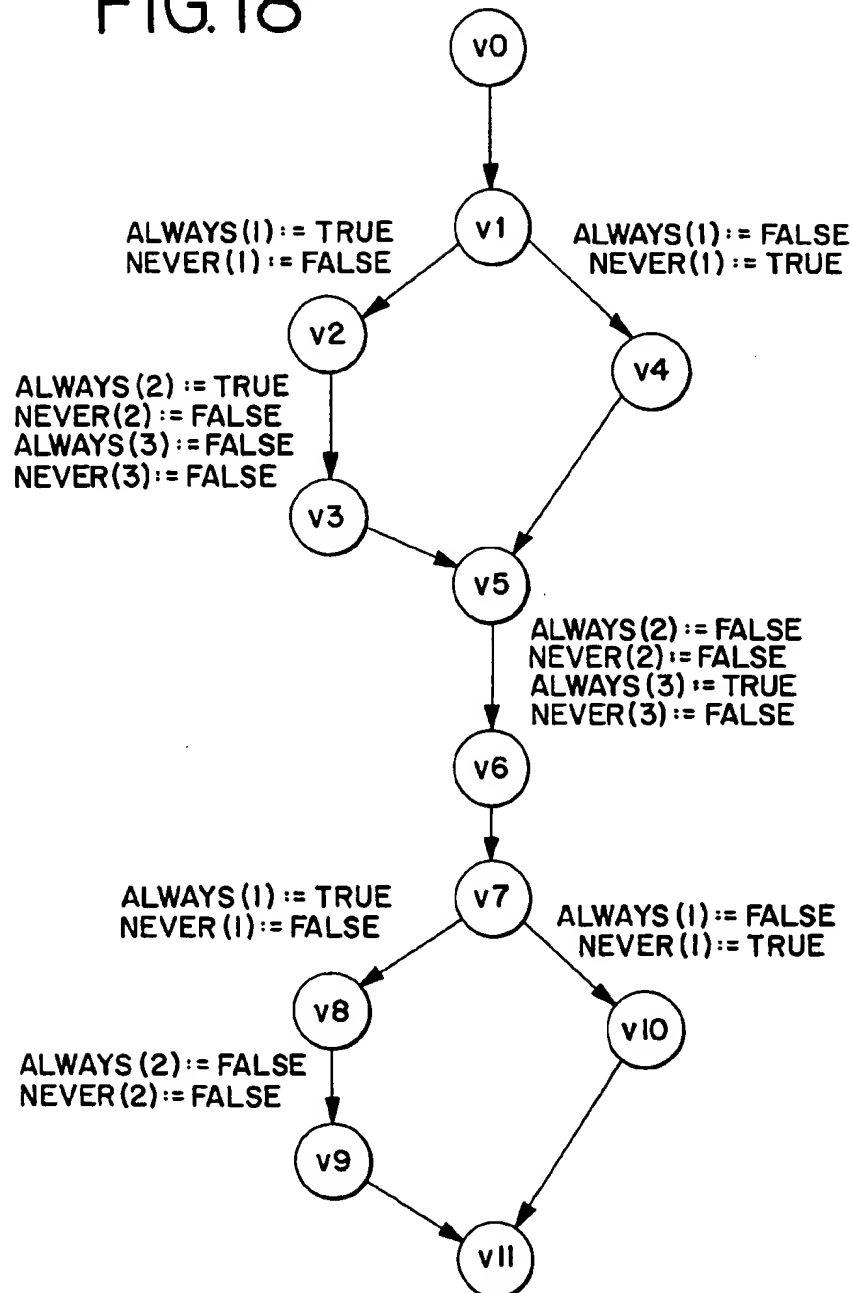 FIG. 18
v0
v1
ALWAYS(1):= TRUE
NEVER(1):= FALSE
ALWAYS(1):= FALSE
NEVER(1):= TRUE
v2
v4
ALWAYS(2):= TRUE
NEVER(2):= FALSE
ALWAYS(3):= FALSE
NEVER(3):= FALSE
v3
v5
ALWAYS(2):= FALSE
NEVER(2):= FALSE
ALWAYS(3):= TRUE
NEVER(3):= FALSE
v6
v7
ALWAYS(1):= TRUE
NEVER(1):= FALSE
ALWAYS(1):= FALSE
NEVER(1):= TRUE
v8
v10
ALWAYS(2):= FALSE
NEVER(2):= FALSE
v9
v11